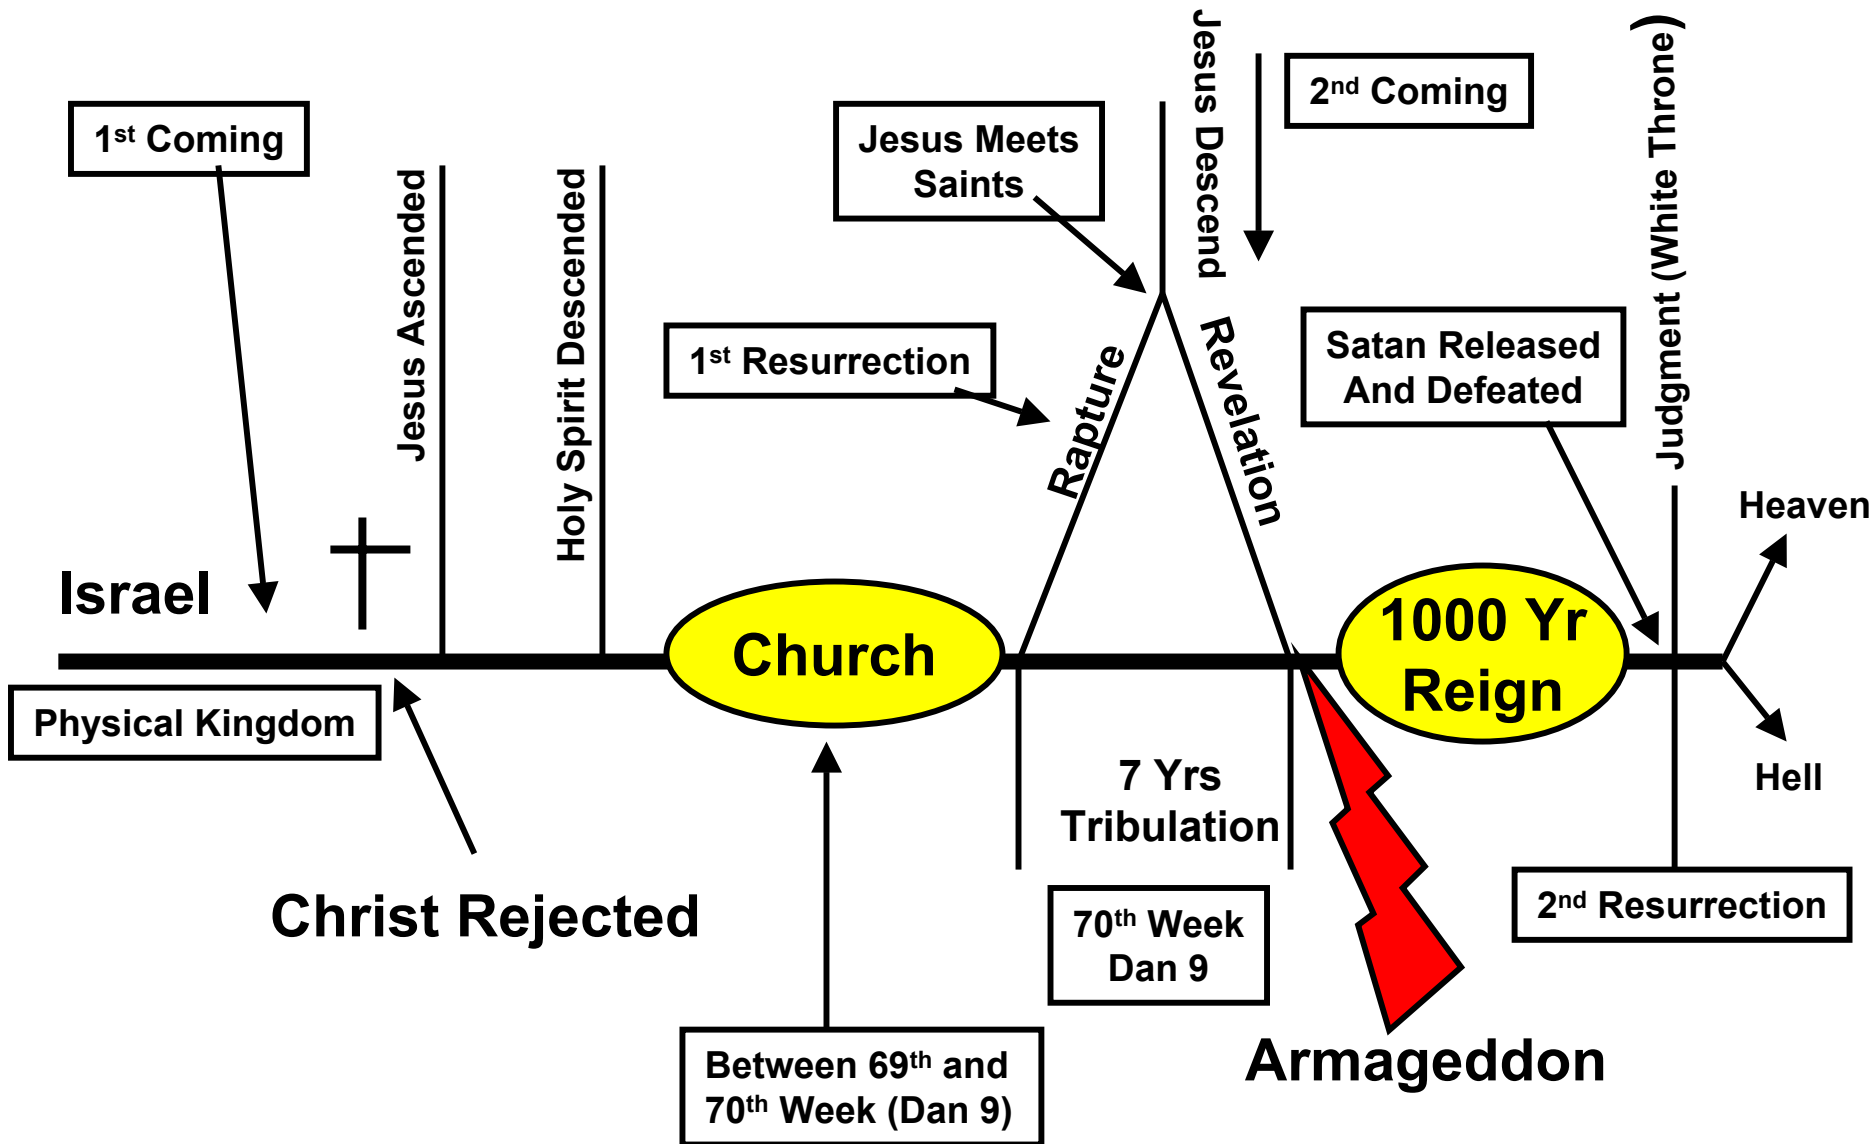 1st Coming
Jesus Ascended
Holy Spirit Descended
Jesus Meets
Saints
Jesus Descend
2nd Coming
Judgment (White Throne)
1st Resurrection
Rapture
Revelation
Satan Released
And Defeated
Heaven
Israel
Church
1000 Yr
Reign
Physical Kingdom
Hell
7 Yrs
Tribulation
Christ Rejected
70th Week
Dan 9
2nd Resurrection
Armageddon
Between 69th and
70th Week (Dan 9)